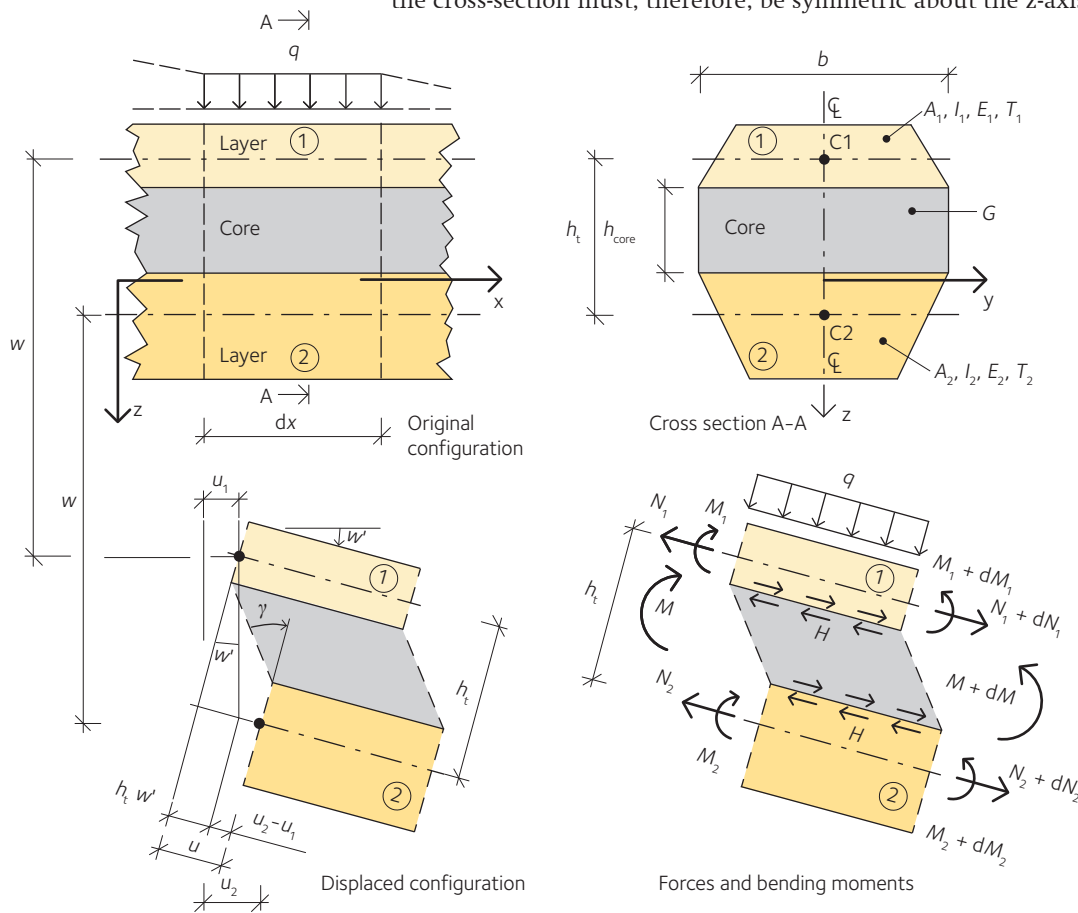 the cross-section must, therefore, be symmetric about the z-axi
A
q
Layer 1
Core
x
w
Layer 2
z
A
dx
Original
configuration
b
℄
A₁, I₁, E₁, T₁
1
C1
G
hₜ
h_core
Core
y
C2
2
℄
A₂, I₂, E₂, T₂
z
Cross section A–A
w
u₁
w'
1
γ
w'
hₜ
2
hₜ w'
u₂–u₁
u
u₂
Displaced configuration
q
N₁
M₁
1
M₁ + dM₁
hₜ
M
H
N₁ + dN₁
N₂
M + dM
H
M₂
2
N₂ + dN₂
M₂ + dM₂
Forces and bending moments